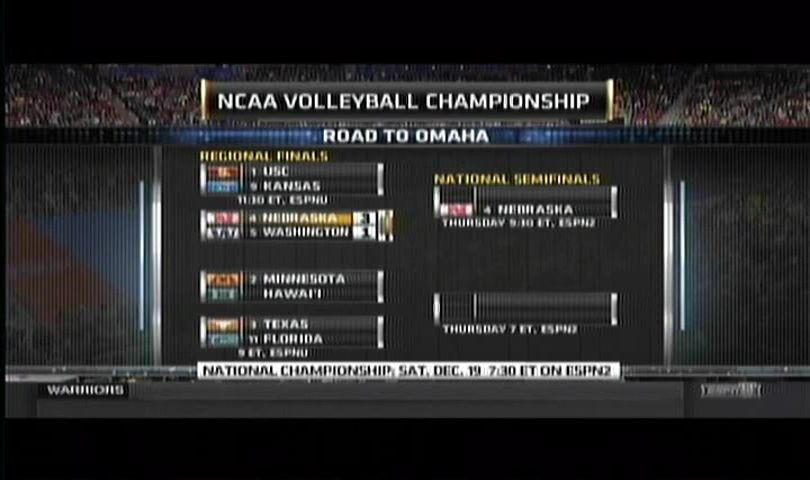 NCAA VOLLEYBALL CHAMPIONSHIP
ROAD TO OMAHA
REGIONAL FINALS
1 USC
9 KANSAS
11:30 ET, ESPNU
4 NEBRASKA 3
5 WASHINGTON 1
2 MINNESOTA
HAWAI'I
3 TEXAS
11 FLORIDA
9 ET, ESPNU
NATIONAL SEMIFINALS
4 NEBRASKA
THURSDAY 9:30 ET, ESPN2
THURSDAY 7 ET, ESPN2
NATIONAL CHAMPIONSHIP: SAT. DEC. 19 7:30 ET ON ESPN2
WARRIORS